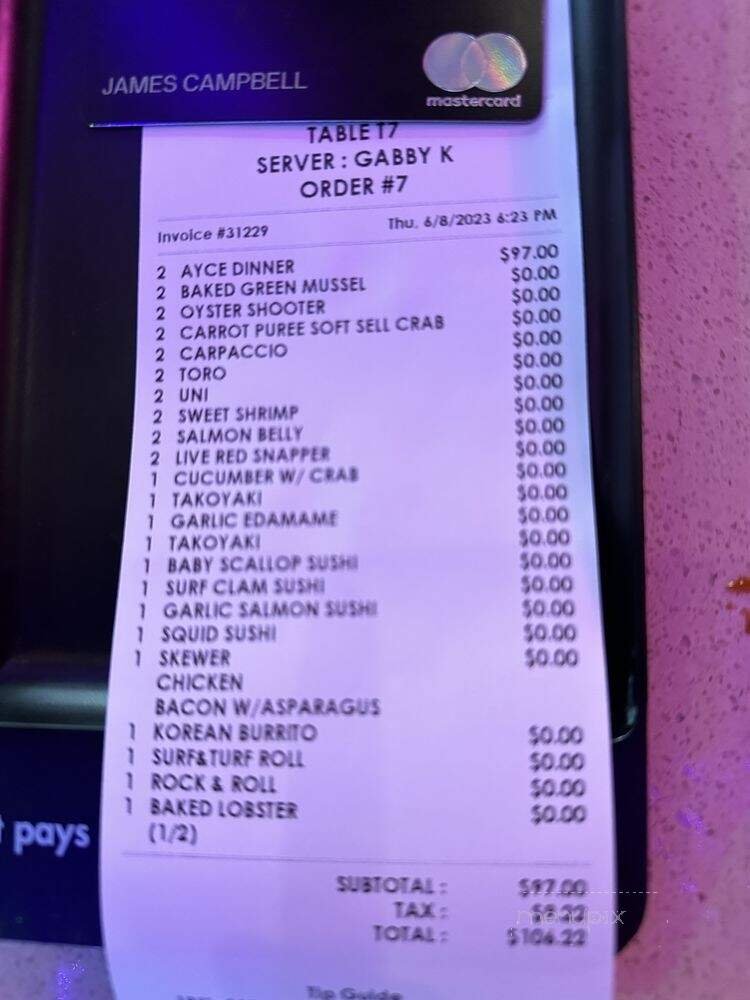 JAMES CAMPBELL
mastercard
TABLE T7
SERVER : GABBY K
ORDER #7
Invoice #31229 Thu, 6/8/2023 6:23 PM
2 AYCE DINNER $97.00
2 BAKED GREEN MUSSEL $0.00
2 OYSTER SHOOTER $0.00
2 CARROT PUREE SOFT SELL CRAB $0.00
2 CARPACCIO $0.00
2 TORO $0.00
2 UNI $0.00
2 SWEET SHRIMP $0.00
2 SALMON BELLY $0.00
2 LIVE RED SNAPPER $0.00
1 CUCUMBER W/ CRAB $0.00
1 TAKOYAKI $0.00
1 GARLIC EDAMAME $0.00
1 TAKOYAKI $0.00
1 BABY SCALLOP SUSHI $0.00
1 SURF CLAM SUSHI $0.00
1 GARLIC SALMON SUSHI $0.00
1 SQUID SUSHI $0.00
1 SKEWER $0.00
CHICKEN
BACON W/ASPARAGUS
1 KOREAN BURRITO $0.00
1 SURF&TURF ROLL $0.00
1 ROCK & ROLL $0.00
1 BAKED LOBSTER $0.00
(1/2)
t pays
SUBTOTAL : $97.00
TAX :
menupix
TOTAL : $106.22
Tip Guide